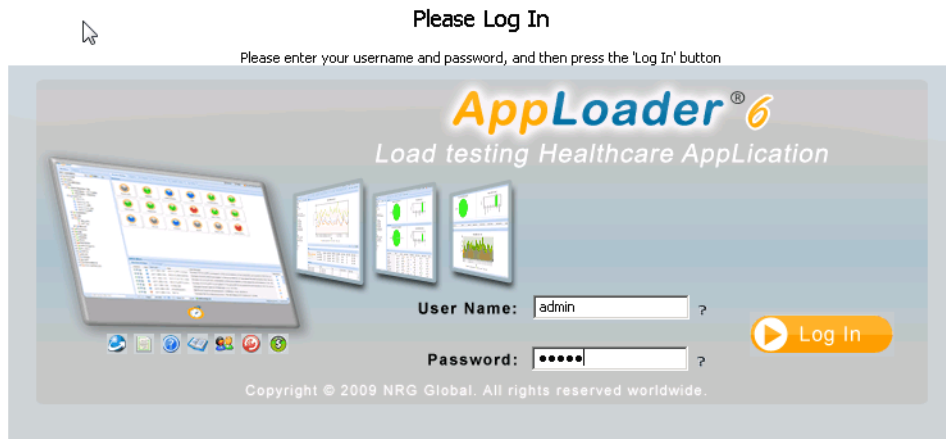 Please Log In
Please enter your username and password, and then press the 'Log In' button
AppLoader®6
Load testing Healthcare AppLication
User Name: admin ?
Log In
Password: ●●●●● ?
Copyright © 2009 NRG Global. All rights reserved worldwide.